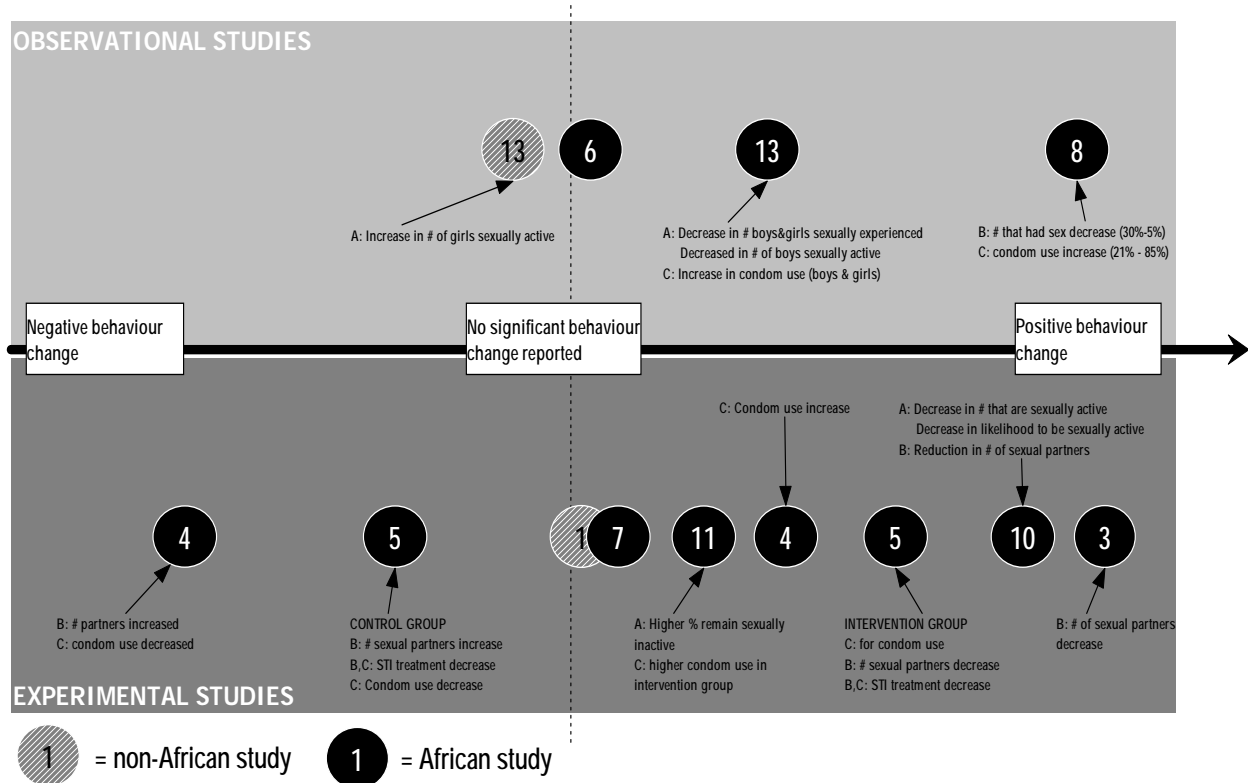 OBSERVATIONAL STUDIES
13
6
13
8
A: Increase in # of girls sexually active
A: Decrease in # boys&girls sexually experienced
Decreased in # of boys sexually active
C: Increase in condom use (boys & girls)
B: # that had sex decrease (30%-5%)
C: condom use increase (21% - 85%)
Negative behaviour
change
No significant behaviour
change reported
Positive behaviour
change
C: Condom use increase
A: Decrease in # that are sexually active
Decrease in likelihood to be sexually active
B: Reduction in # of sexual partners
4
5
1
7
11
4
5
10
3
B: # partners increased
C: condom use decreased
CONTROL GROUP
B: # sexual partners increase
B,C: STI treatment decrease
C: Condom use decrease
A: Higher % remain sexually
inactive
C: higher condom use in
intervention group
INTERVENTION GROUP
C: for condom use
B: # sexual partners decrease
B,C: STI treatment decrease
B: # of sexual partners
decrease
EXPERIMENTAL STUDIES
1 = non-African study
1 = African study